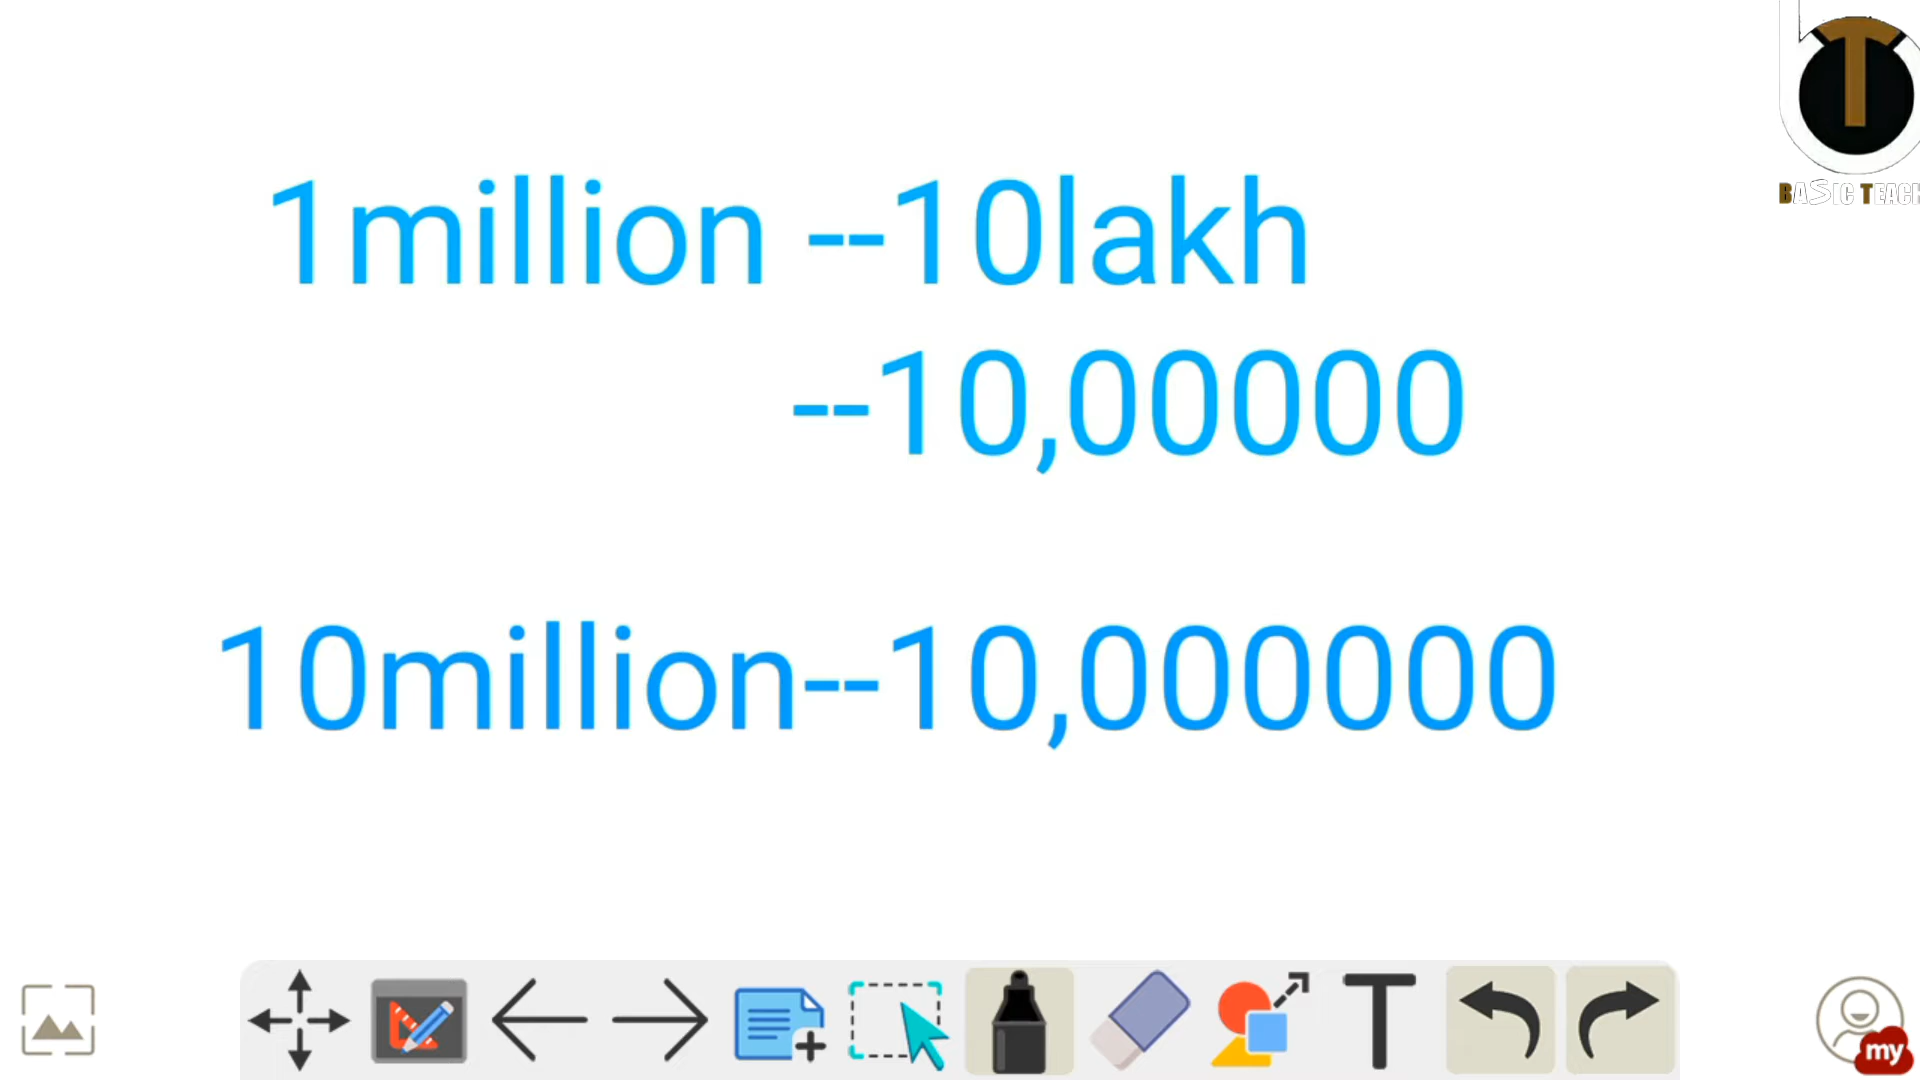 1million --10lakh
--10,00000
10million--10,000000
T
BASIC TEACH
T
my